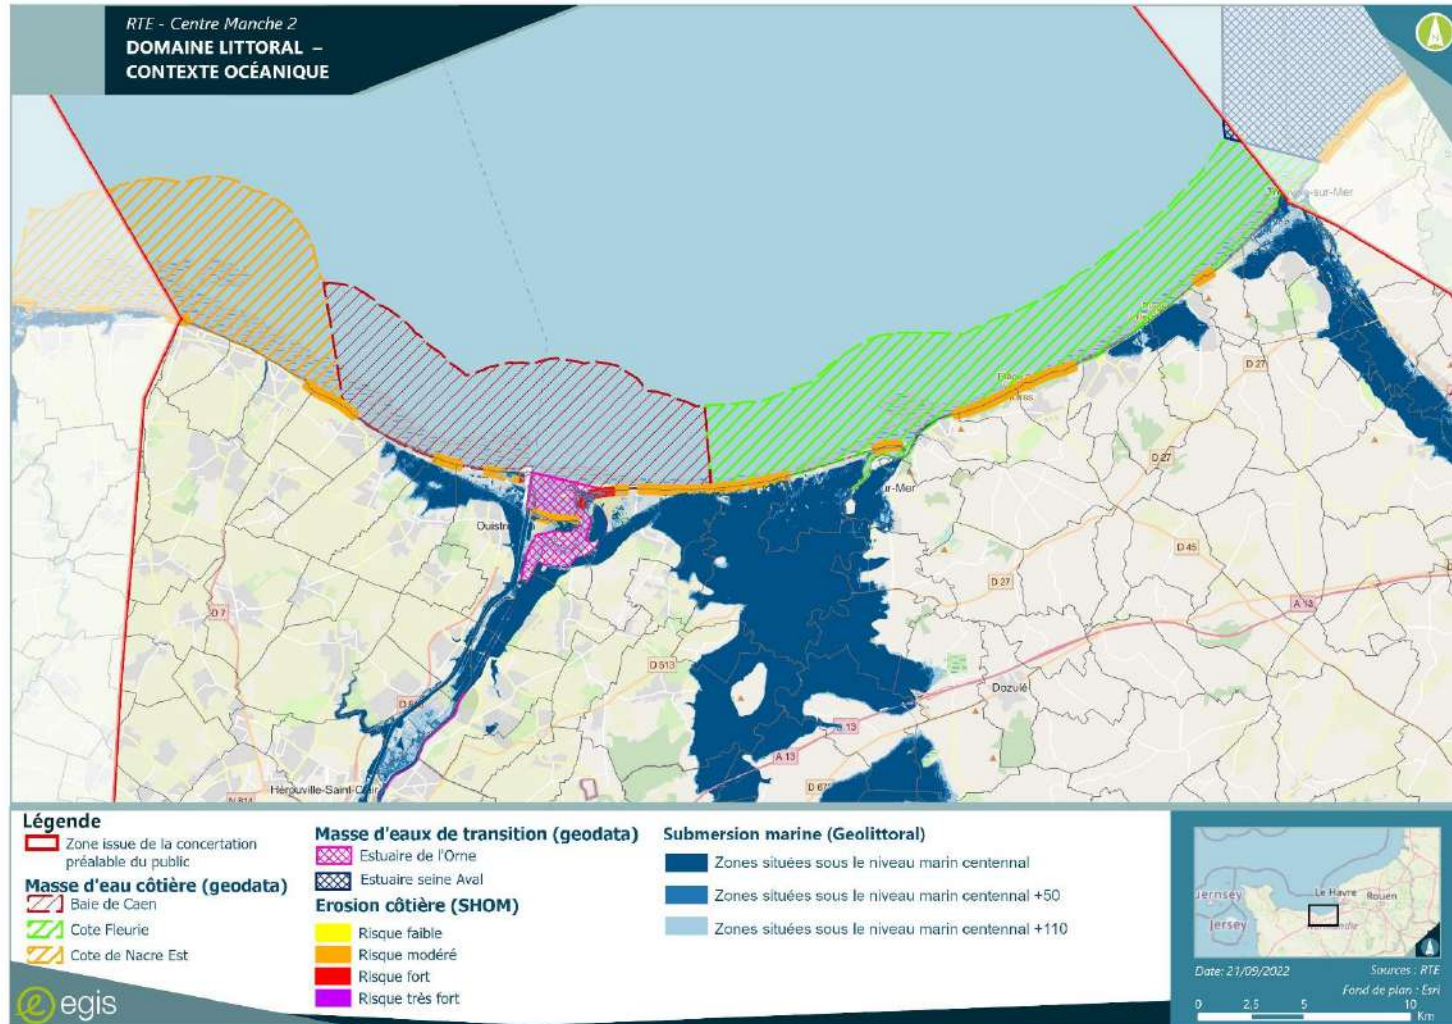 RTE - Centre Manche 2
DOMAINE LITTORAL –
CONTEXTE OCÉANIQUE
N
sur-Mer
D 27
D 27
D 45
D 27
A 13
D 7
D 513
Dozulé
A 13
A 13
Hérouville-Saint-Clair
N 814
Légende
Zone issue de la concertation
préalable du public
Masse d'eau côtière (geodata)
Baie de Caen
Cote Fleurie
Cote de Nacre Est
Masse d'eaux de transition (geodata)
Estuaire de l'Orne
Estuaire seine Aval
Erosion côtière (SHOM)
Risque faible
Risque modéré
Risque fort
Risque très fort
Submersion marine (Geolittoral)
Zones situées sous le niveau marin centennal
Zones situées sous le niveau marin centennal +50
Zones situées sous le niveau marin centennal +110
Le Havre
Rouen
Jersey
Normandie
Date: 21/09/2022
Sources : RTE
Fond de plan : Esri
0 2,5 5 10
Km
egis